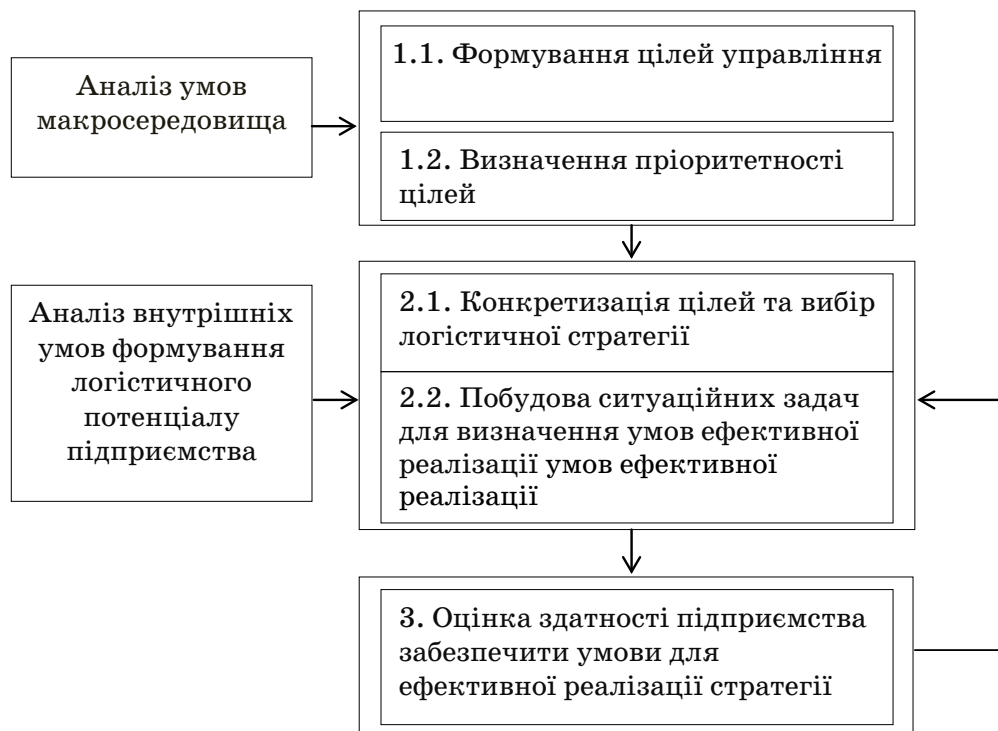 1.1. Формування цілей управління
Аналіз умов
макросередовища
1.2. Визначення пріоритетності
цілей
2.1. Конкретизація цілей та вибір
логістичної стратегії
Аналіз внутрішніх
умов формування
логістичного
потенціалу
підприємства
2.2. Побудова ситуаційних задач
для визначення умов ефективної
реалізації умов ефективної
реалізації
3. Оцінка здатності підприємства
забезпечити умови для
ефективної реалізації стратегії